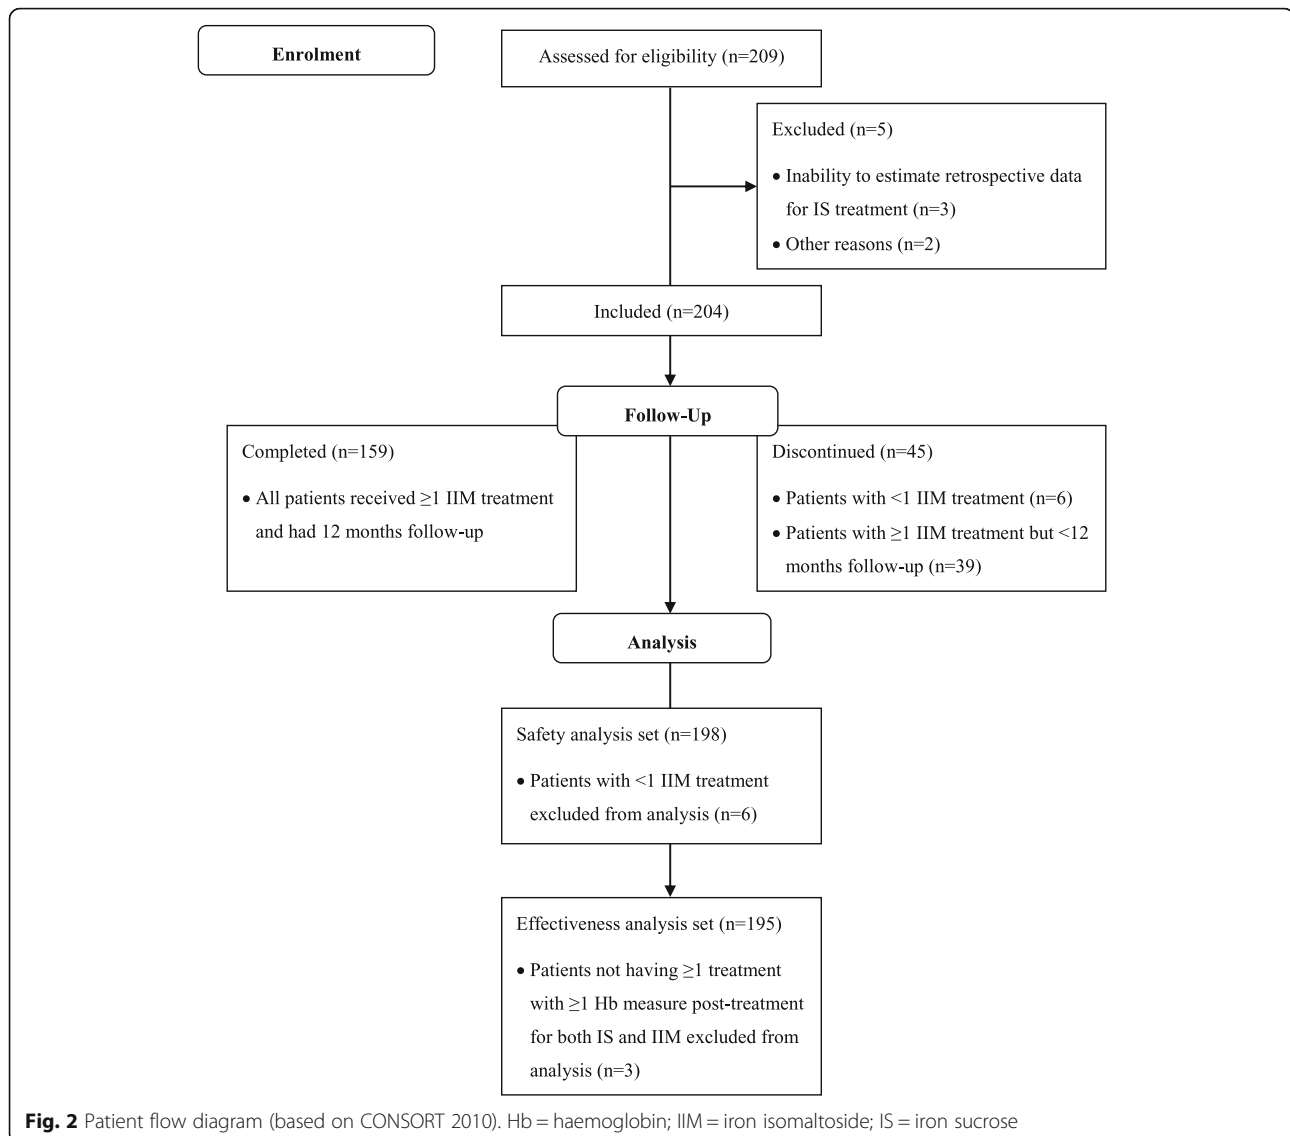 Enrolment
Assessed for eligibility (n=209)
Excluded (n=5)
• Inability to estimate retrospective data
for IS treatment (n=3)
• Other reasons (n=2)
Included (n=204)
Follow-Up
Completed (n=159)
• All patients received ≥1 IIM treatment
and had 12 months follow-up
Discontinued (n=45)
• Patients with <1 IIM treatment (n=6)
• Patients with ≥1 IIM treatment but <12
months follow-up (n=39)
Analysis
Safety analysis set (n=198)
• Patients with <1 IIM treatment
excluded from analysis (n=6)
Effectiveness analysis set (n=195)
• Patients not having ≥1 treatment
with ≥1 Hb measure post-treatment
for both IS and IIM excluded from
analysis (n=3)
Fig. 2 Patient flow diagram (based on CONSORT 2010). Hb = haemoglobin; IIM = iron isomaltoside; IS = iron sucrose